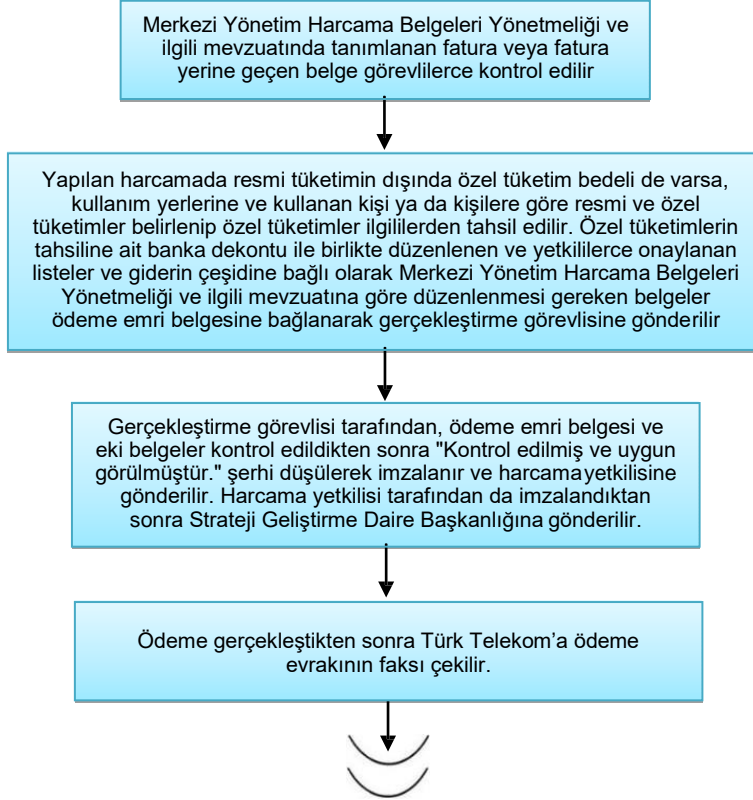 Merkezi Yönetim Harcama Belgeleri Yönetmeliği ve
ilgili mevzuatında tanımlanan fatura veya fatura
yerine geçen belge görevlilerce kontrol edilir
Yapılan harcamada resmi tüketimin dışında özel tüketim bedeli de varsa,
kullanım yerlerine ve kullanan kişi ya da kişilere göre resmi ve özel
tüketimler belirlenip özel tüketimler ilgililerden tahsil edilir. Özel tüketimlerin
tahsiline ait banka dekontu ile birlikte düzenlenen ve yetkililerce onaylanan
listeler ve giderin çeşidine bağlı olarak Merkezi Yönetim Harcama Belgeleri
Yönetmeliği ve ilgili mevzuatına göre düzenlenmesi gereken belgeler
ödeme emri belgesine bağlanarak gerçekleştirme görevlisine gönderilir
Gerçekleştirme görevlisi tarafından, ödeme emri belgesi ve
eki belgeler kontrol edildikten sonra "Kontrol edilmiş ve uygun
görülmüştür." şerhi düşülerek imzalanır ve harcamayetkilisine
gönderilir. Harcama yetkilisi tarafından da imzalandıktan
sonra Strateji Geliştirme Daire Başkanlığına gönderilir.
Ödeme gerçekleştikten sonra Türk Telekom’a ödeme
evrakının faksı çekilir.